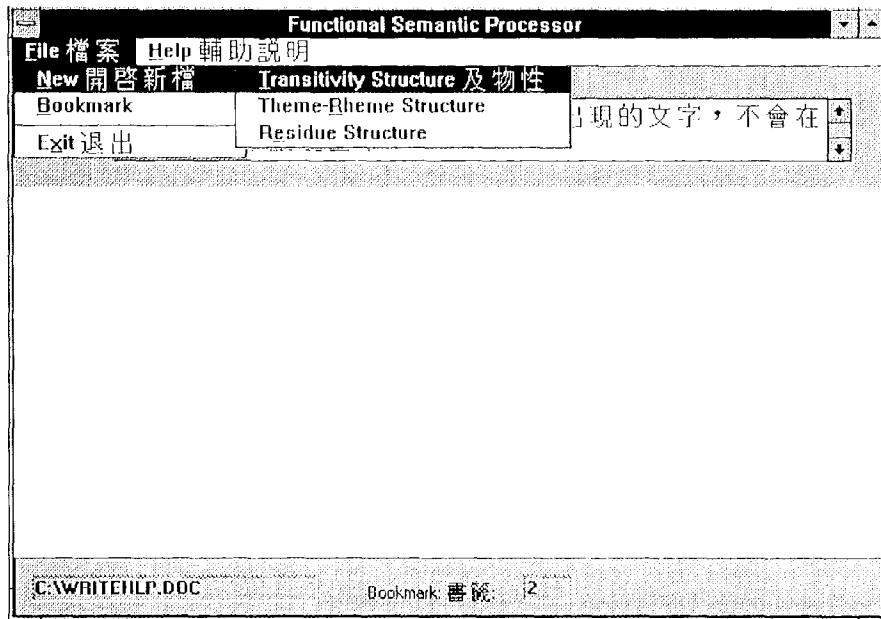 Functional Semantic Processor
File 檔案 Help 輔助説明
New 開啓新檔 Transitivity Structure 及物性
Bookmark Theme-Rheme Structure
現的文字，不會在
Exit 退出 Residue Structure
C:\WRITEHLP.DOC Bookmark: 書籤: 2